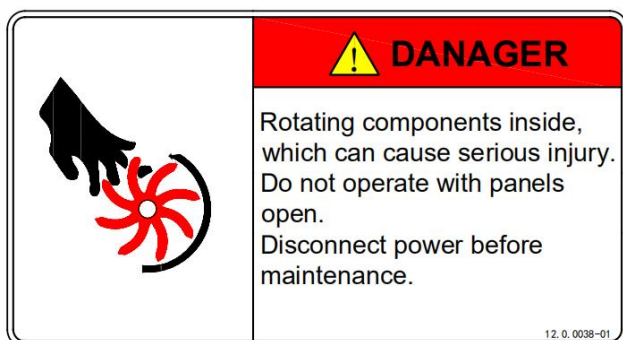 DANAGER
Rotating components inside,
which can cause serious injury.
Do not operate with panels
open.
Disconnect power before
maintenance.
12.0.0038-01